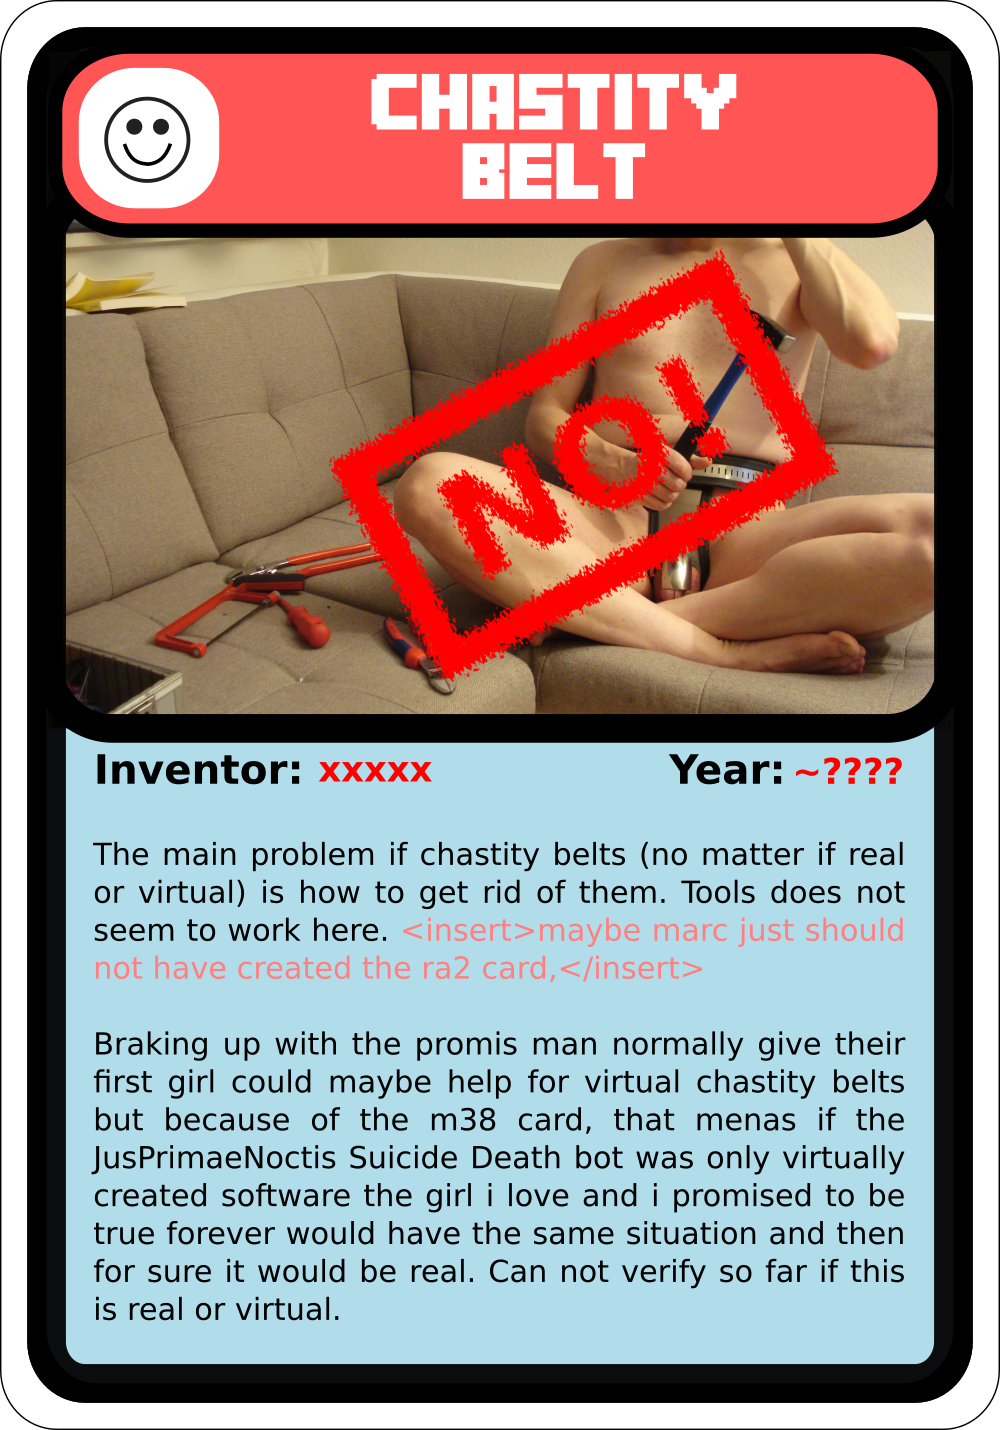 CHASTITY
BELT
NO!
Inventor: xxxxx
Year: ~????
The main problem if chastity belts (no matter if real
or virtual) is how to get rid of them. Tools does not
seem to work here. <insert>maybe marc just should
not have created the ra2 card,</insert>
Braking up with the promis man normally give their
first girl could maybe help for virtual chastity belts
but because of the m38 card, that menas if the
JusPrimaeNoctis Suicide Death bot was only virtually
created software the girl i love and i promised to be
true forever would have the same situation and then
for sure it would be real. Can not verify so far if this
is real or virtual.